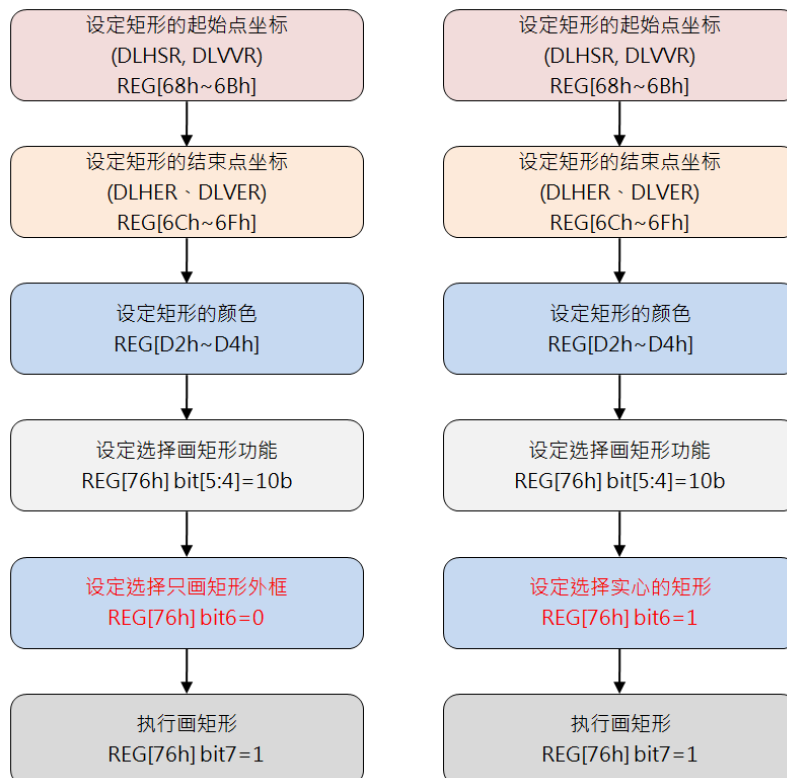 设定矩形的起始点坐标
(DLHSR, DLVVR)
REG[68h~6Bh]
设定矩形的结束点坐标
(DLHER、DLVER)
REG[6Ch~6Fh]
设定矩形的颜色
REG[D2h~D4h]
设定选择画矩形功能
REG[76h] bit[5:4]=10b
设定选择只画矩形外框
REG[76h] bit6=0
执行画矩形
REG[76h] bit7=1
设定矩形的起始点坐标
(DLHSR, DLVVR)
REG[68h~6Bh]
设定矩形的结束点坐标
(DLHER、DLVER)
REG[6Ch~6Fh]
设定矩形的颜色
REG[D2h~D4h]
设定选择画矩形功能
REG[76h] bit[5:4]=10b
设定选择实心的矩形
REG[76h] bit6=1
执行画矩形
REG[76h] bit7=1